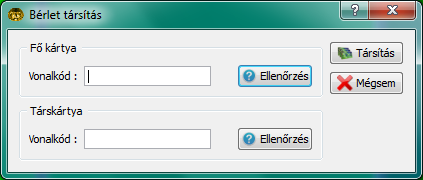 Bérlet társítás
Fő kártya
Vonalkód :
Ellenőrzés
Társítás
Mégsem
Társkártya
Vonalkód :
Ellenőrzés